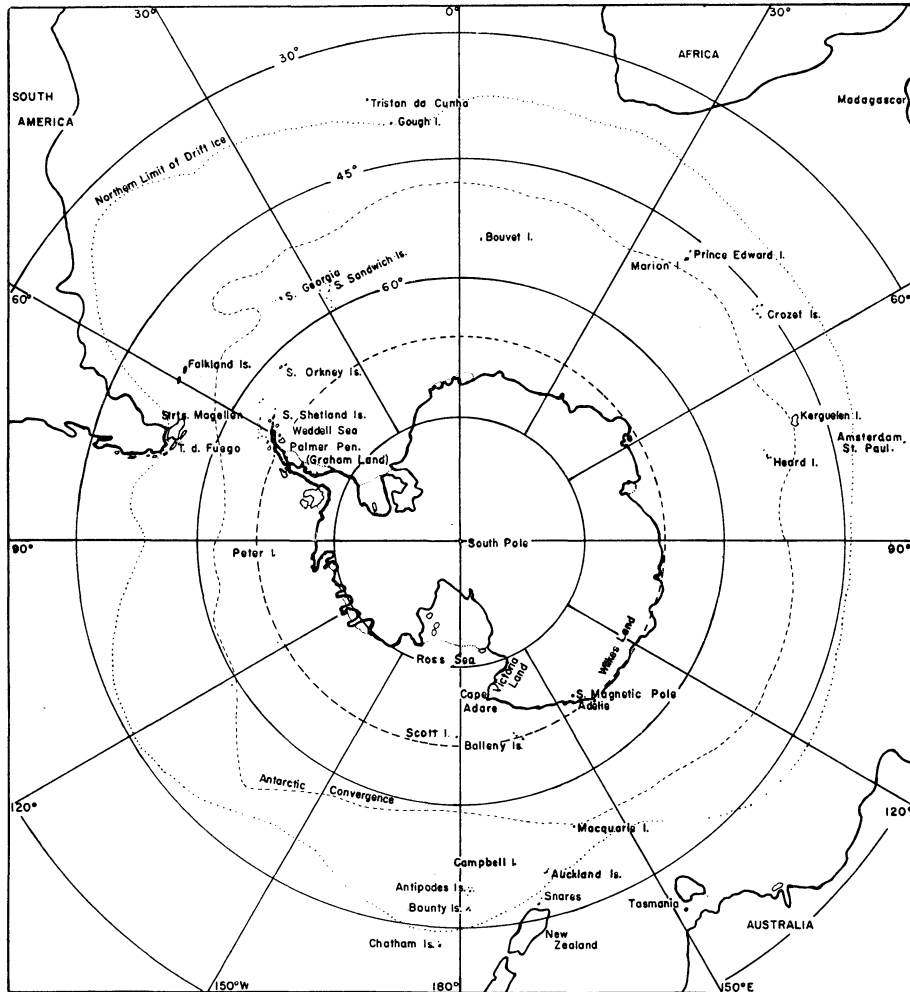 30°
0°
30°
30°
AFRICA
SOUTH
AMERICA
Madagascar
Tristan da Cunha
Gough I.
Northern Limit of Drift Ice
45°
Bouvet I.
Prince Edward I.
Marion I.
S. Georgia
S. Sandwich Is.
60°
60°
60°
Crozet Is.
Falkland Is.
S. Orkney Is.
Strts. Magellan
S. Shetland Is.
Weddell Sea
Kerguelen I.
T. d. Fuego
Palmer Pen.
(Graham Land)
Amsterdam,
St. Paul.
Heard I.
90°
Peter I.
South Pole
90°
Ross Sea
Victoria
Land
Wilkes Land
Cape
Adare
S. Magnetic Pole
Adélie
Scott I.
Balleny Is.
Antarctic Convergence
120°
120°
Macquarie I.
Campbell I.
Auckland Is.
Antipodes Is.
Snares
Bounty Is.
Tasmania
AUSTRALIA
Chatham Is.
New
Zealand
150°W
180°
150°E